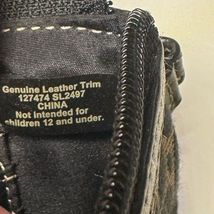 Genuine Leather Trim
127474 SL2497
CHINA
Not intended for
children 12 and under.